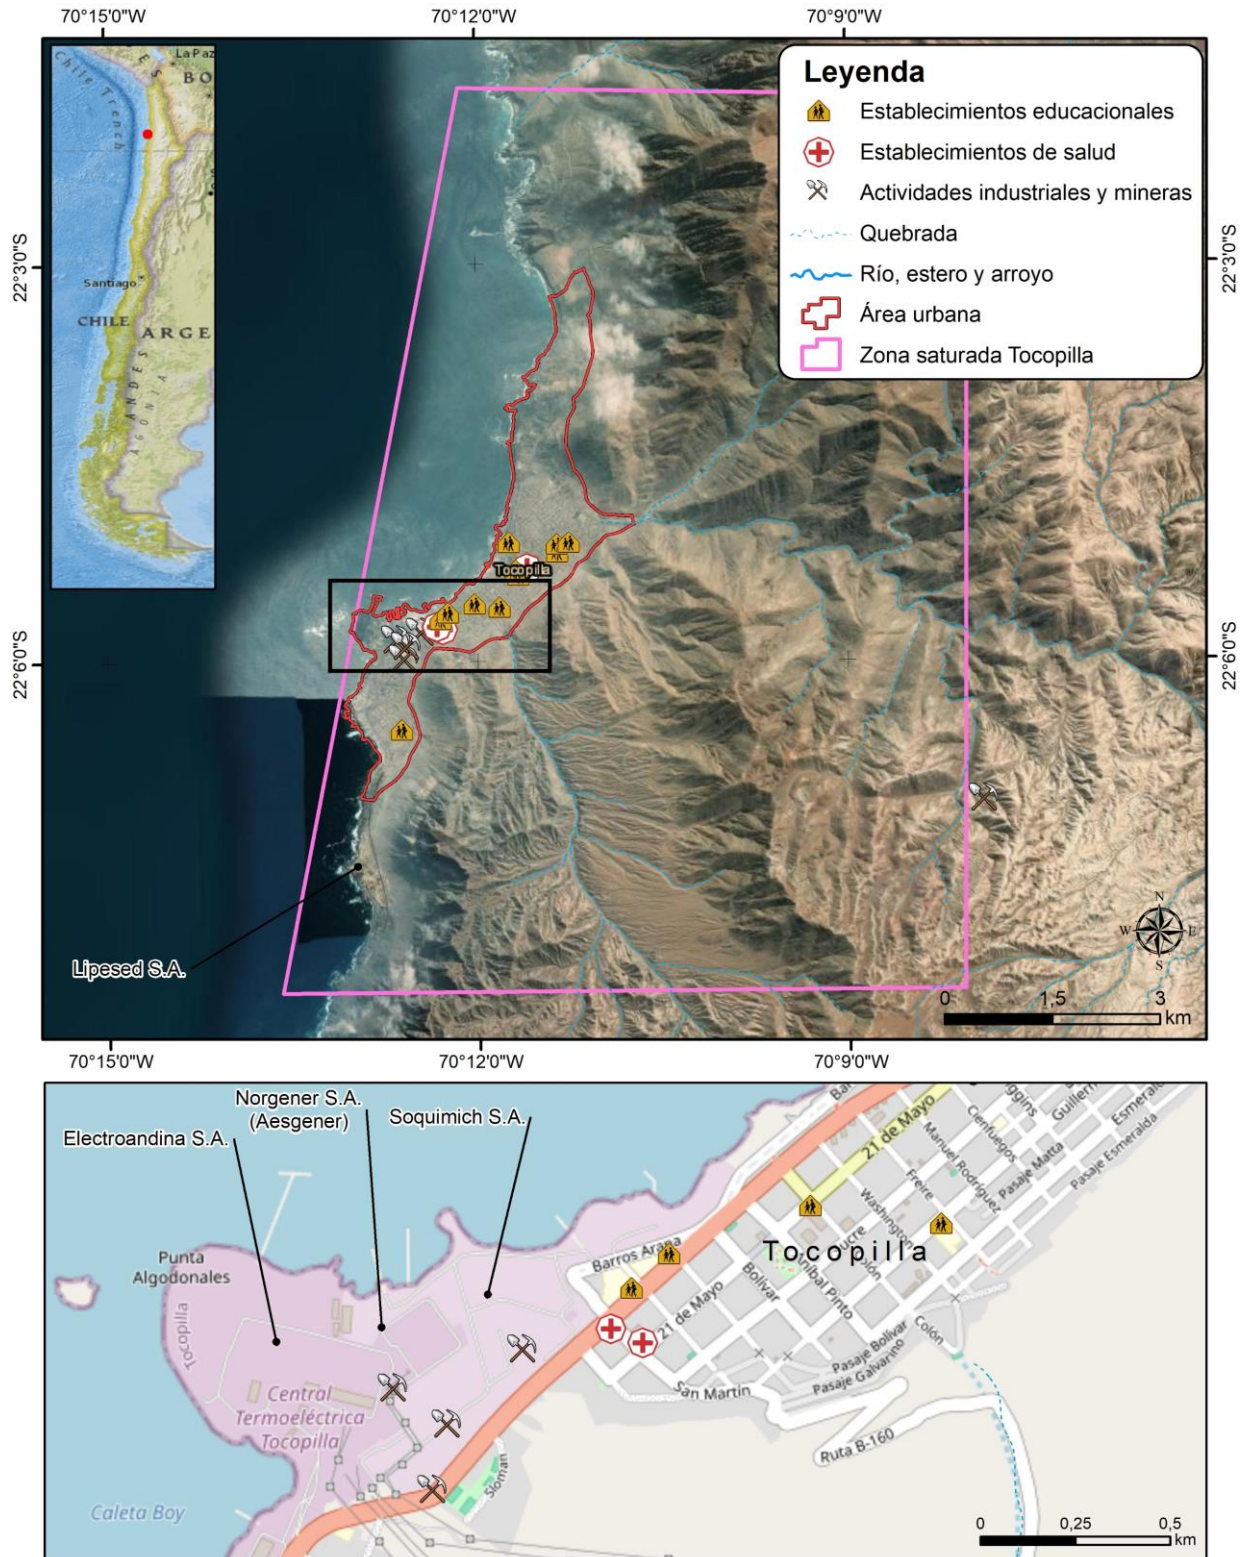 70°15'0"W 70°12'0"W 70°9'0"W
La Paz
BO
Chile Trench
Santiago
CHILE
ARGE
ANDES
22°3'0"S
22°6'0"S
Leyenda
Establecimientos educacionales
Establecimientos de salud
Actividades industriales y mineras
Quebrada
Río, estero y arroyo
Área urbana
Zona saturada Tocopilla
22°3'0"S
22°6'0"S
Tocopilla
Lipesed S.A.
N
W E
S
0 1,5 3
km
70°15'0"W 70°12'0"W 70°9'0"W
Norgener S.A.
(Aesgener)
Soquimich S.A.
Electroandina S.A.
Punta
Algodonales
Tocopilla
Central
Termoeléctrica
Tocopilla
Caleta Boy
Barros Arana
21 de Mayo
21 de Mayo
Cienfuegos
Manuel Rodríguez
Freire
Washington
Pasaje Matta
Esmeralda
Pasaje Esmeralda
Tocopilla
Bolívar
Aníbal Pinto
Colón
Pasaje Bolívar
Pasaje Galvarino
San Martín
Ruta B-160
Sloman
0 0,25 0,5
km